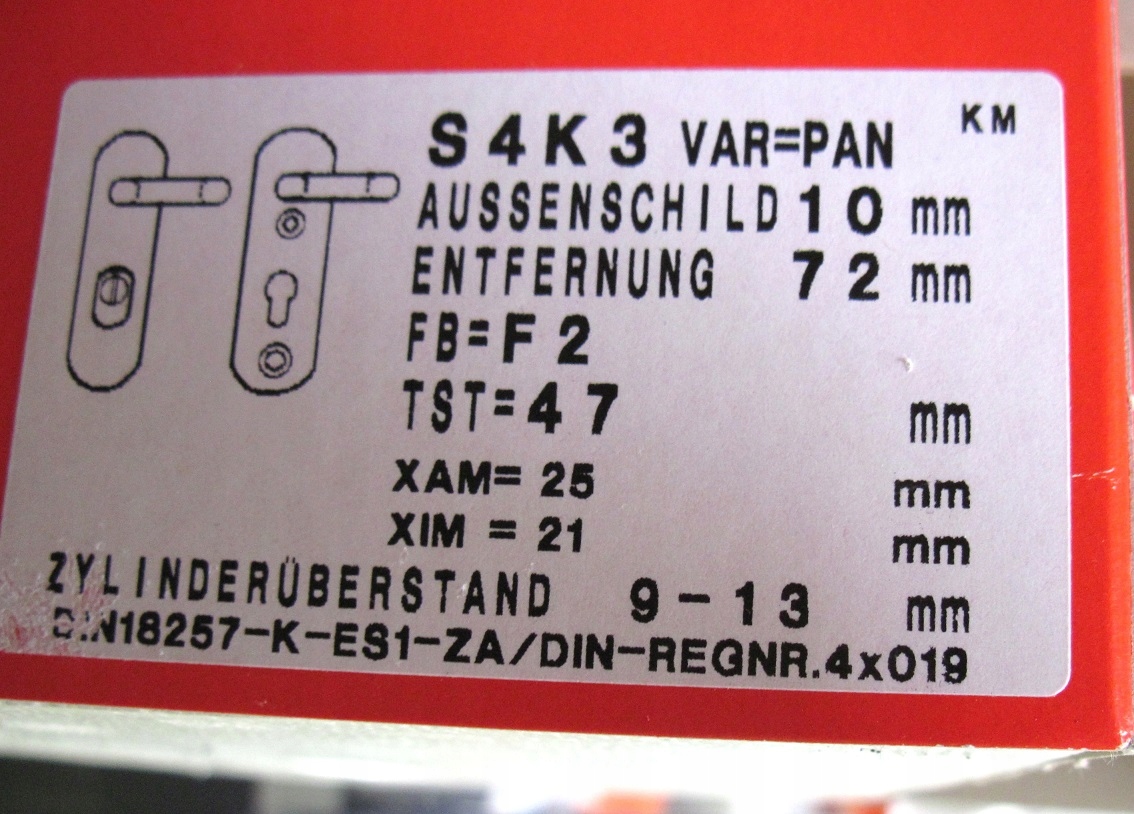 KM
S4K3 VAR=PAN
AUSSENSCHILD 10 mm
ENTFERNUNG 72 mm
FB=F2
TST=47 mm
XAM= 25 mm
XIM = 21 mm
ZYLINDERÜBERSTAND 9-13 mm
DIN18257-K-ES1-ZA/DIN-REGNR.4x019